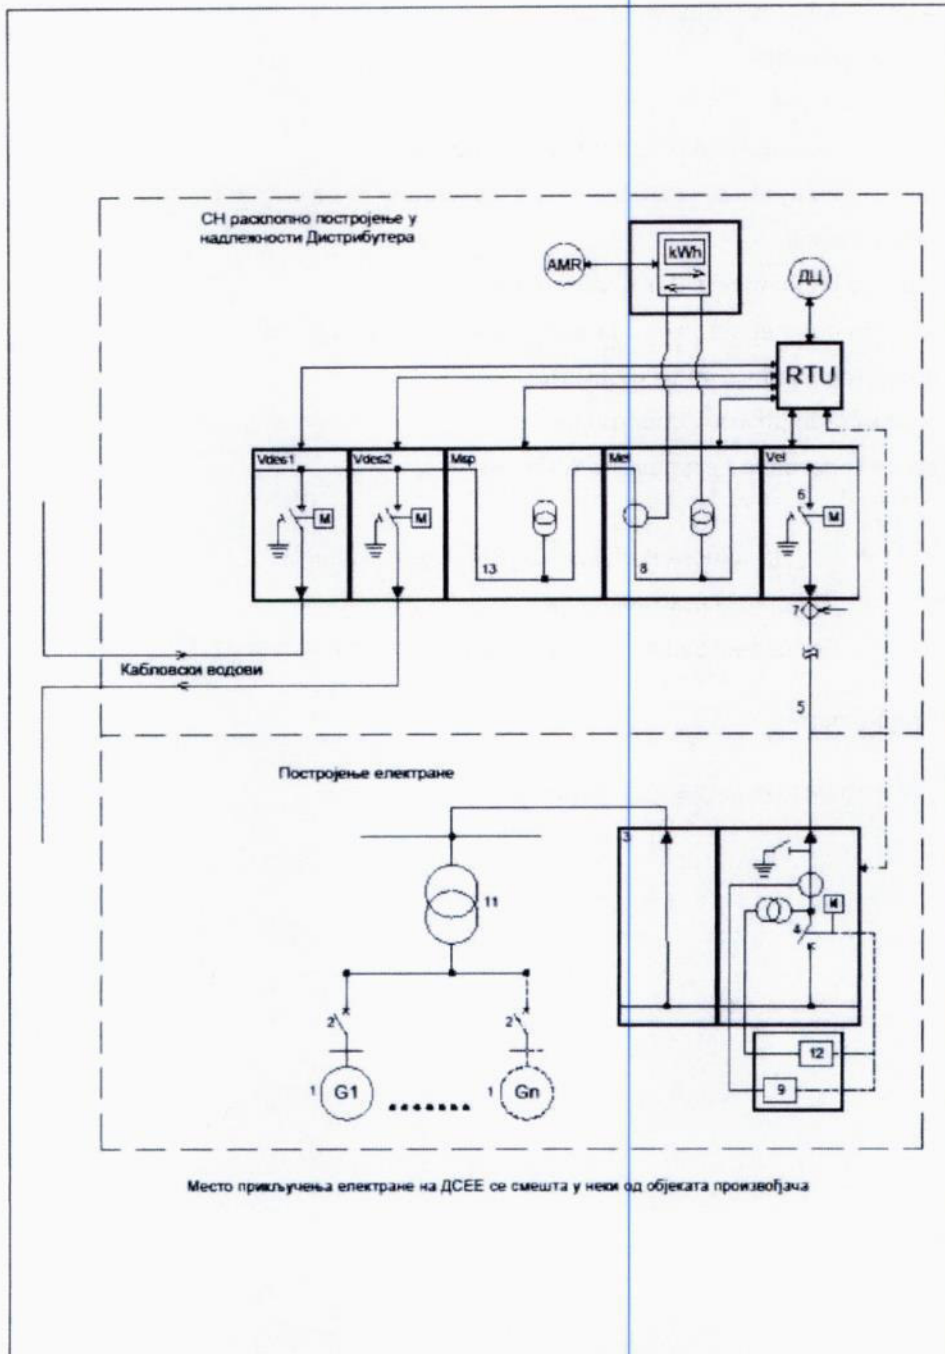 СН расклопно постројење у
надлежности Дистрибутера
kWh
AMR
ДЦ
RTU
Vdes1
Vdes2
Msp
Mel
Vel
6
M
M
M
13
8
7
Кабловски водови
5
Постројење електране
3
11
4
M
2
2
12
1
G1
1
Gn
9
Место прикључења електране на ДСЕЕ се смешта у неки од објеката произвођача